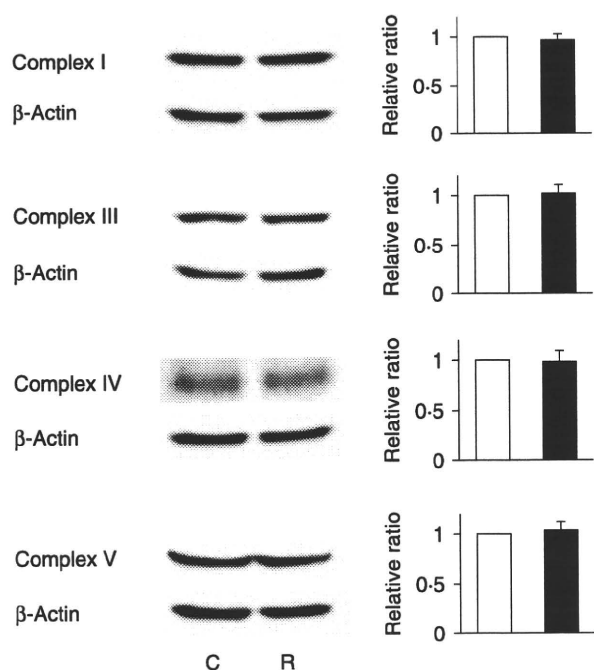 Complex I
β-Actin
Relative ratio
1
0·5
0
Complex III
β-Actin
Relative ratio
1
0·5
0
Complex IV
β-Actin
Relative ratio
1
0·5
0
Complex V
β-Actin
Relative ratio
1
0·5
0
C R